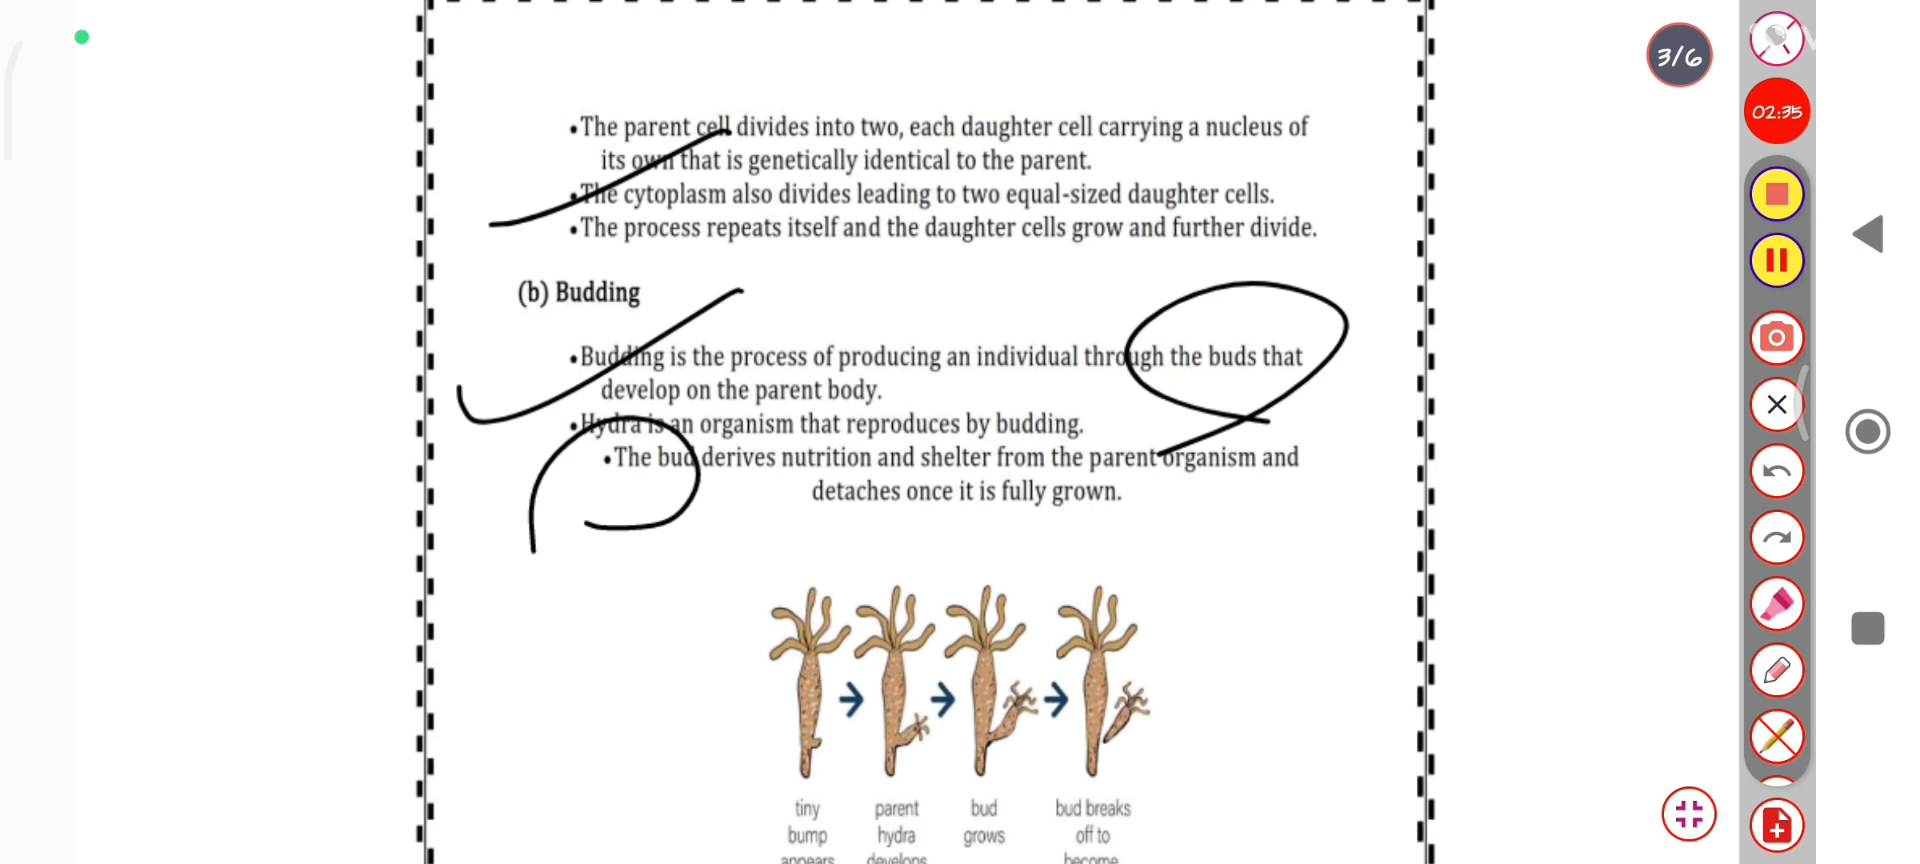 3/6
02:35
•The parent cell divides into two, each daughter cell carrying a nucleus of
its own that is genetically identical to the parent.
•The cytoplasm also divides leading to two equal-sized daughter cells.
•The process repeats itself and the daughter cells grow and further divide.
(b) Budding
•Budding is the process of producing an individual through the buds that
develop on the parent body.
•Hydra is an organism that reproduces by budding.
•The bud derives nutrition and shelter from the parent organism and
detaches once it is fully grown.
tiny
bump
appears
parent
hydra
develops
bud
grows
bud breaks
off to
become